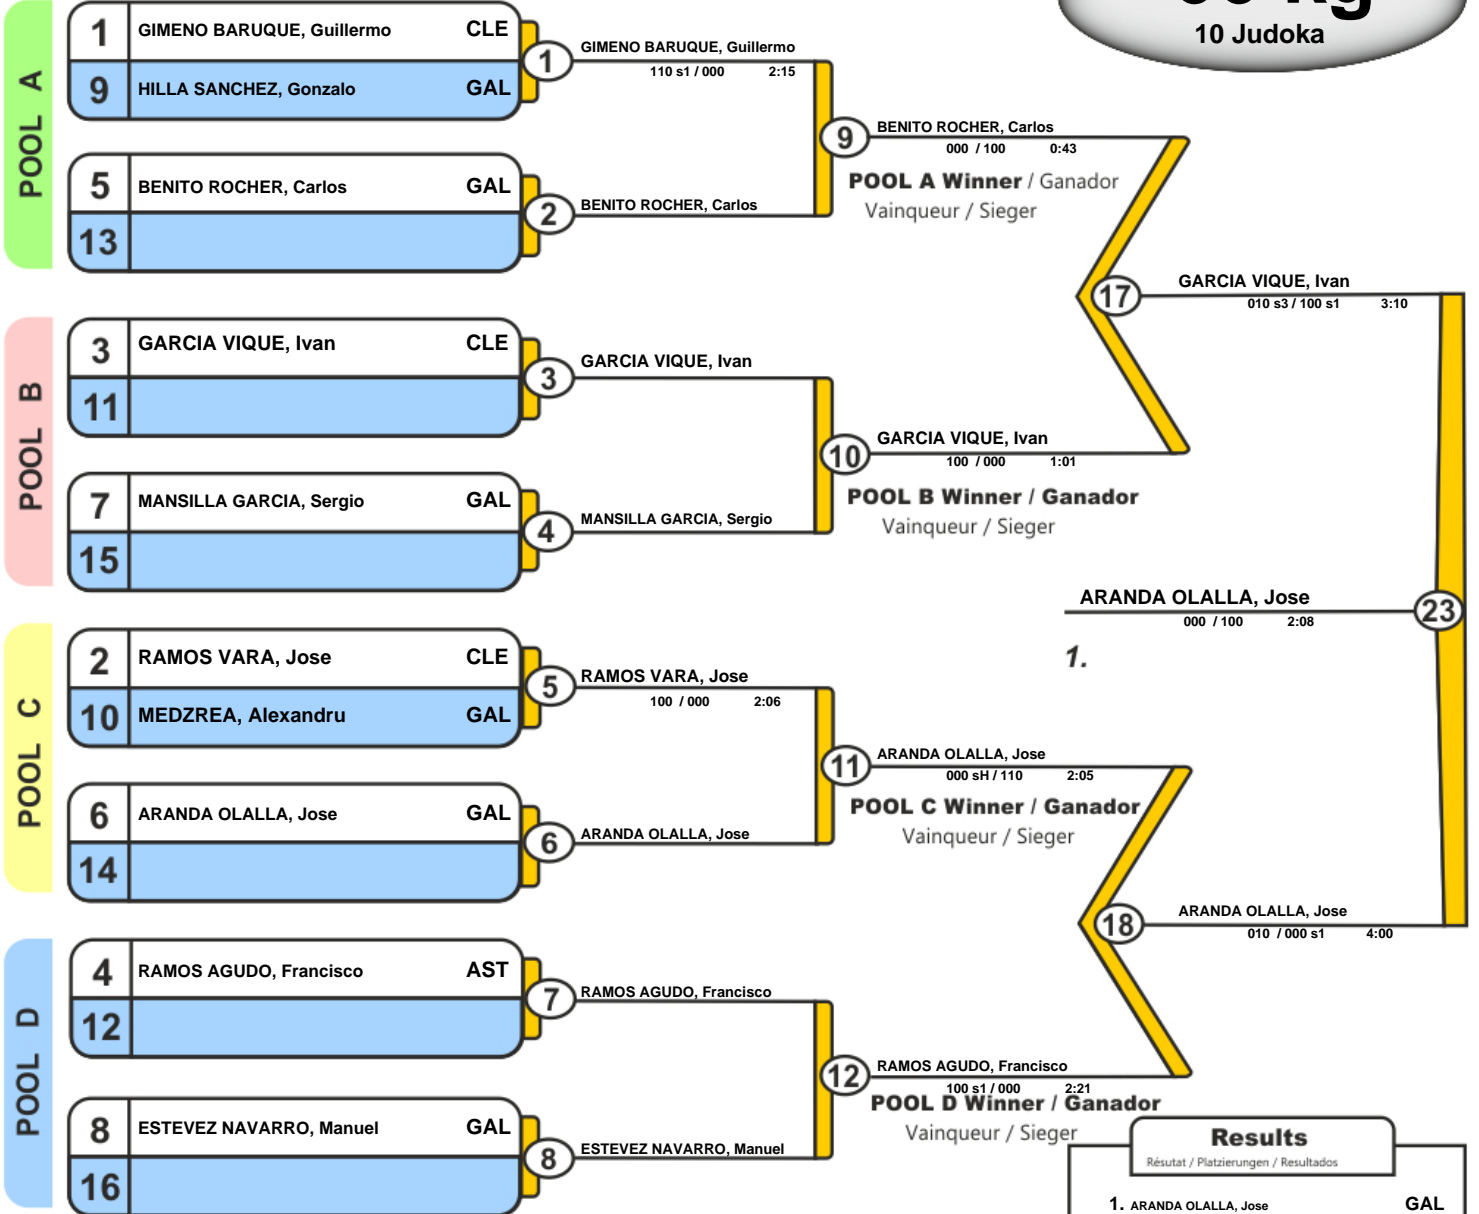 10 Judoka
POOL A
1 GIMENO BARUQUE, Guillermo CLE
9 HILLA SANCHEZ, Gonzalo GAL
1
GIMENO BARUQUE, Guillermo
110 s1 / 000 2:15
5 BENITO ROCHER, Carlos GAL
13
2
BENITO ROCHER, Carlos
9
BENITO ROCHER, Carlos
000 / 100 0:43
POOL A Winner / Ganador
Vainqueur / Sieger
POOL B
3 GARCIA VIQUE, Ivan CLE
11
3
GARCIA VIQUE, Ivan
7 MANSILLA GARCIA, Sergio GAL
15
4
MANSILLA GARCIA, Sergio
10
GARCIA VIQUE, Ivan
100 / 000 1:01
POOL B Winner / Ganador
Vainqueur / Sieger
17
GARCIA VIQUE, Ivan
010 s3 / 100 s1 3:10
POOL C
2 RAMOS VARA, Jose CLE
10 MEDZREA, Alexandru GAL
5
RAMOS VARA, Jose
100 / 000 2:06
6 ARANDA OLALLA, Jose GAL
14
6
ARANDA OLALLA, Jose
11
ARANDA OLALLA, Jose
000 sH / 110 2:05
POOL C Winner / Ganador
Vainqueur / Sieger
POOL D
4 RAMOS AGUDO, Francisco AST
12
7
RAMOS AGUDO, Francisco
8 ESTEVEZ NAVARRO, Manuel GAL
16
8
ESTEVEZ NAVARRO, Manuel
12
RAMOS AGUDO, Francisco
100 s1 / 000 2:21
POOL D Winner / Ganador
Vainqueur / Sieger
18
ARANDA OLALLA, Jose
010 / 000 s1 4:00
23
ARANDA OLALLA, Jose
000 / 100 2:08
1.
Results
Résutat / Platzierungen / Resultados
1. ARANDA OLALLA, Jose GAL